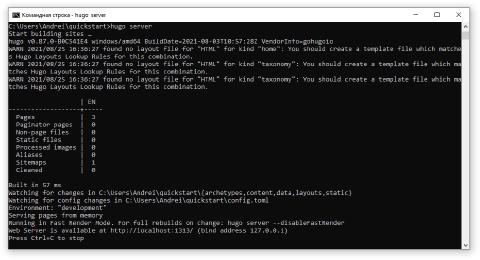 Командная строка - hugo server
C:\Users\Andrei\quickstart>hugo server
Start building sites …
hugo v0.87.0-B0C541E4 windows/amd64 BuildDate=2021-08-03T10:57:28Z VendorInfo=gohugoio
WARN 2021/08/25 16:36:27 found no layout file for "HTML" for kind "home": You should create a template file which matche
s Hugo Layouts Lookup Rules for this combination.
WARN 2021/08/25 16:36:27 found no layout file for "HTML" for kind "taxonomy": You should create a template file which ma
tches Hugo Layouts Lookup Rules for this combination.
WARN 2021/08/25 16:36:27 found no layout file for "HTML" for kind "taxonomy": You should create a template file which ma
tches Hugo Layouts Lookup Rules for this combination.
| EN
-------------------+-----
Pages | 3
Paginator pages | 0
Non-page files | 0
Static files | 0
Processed images | 0
Aliases | 0
Sitemaps | 1
Cleaned | 0
Built in 57 ms
Watching for changes in C:\Users\Andrei\quickstart\{archetypes,content,data,layouts,static}
Watching for config changes in C:\Users\Andrei\quickstart\config.toml
Environment: "development"
Serving pages from memory
Running in Fast Render Mode. For full rebuilds on change: hugo server --disableFastRender
Web Server is available at http://localhost:1313/ (bind address 127.0.0.1)
Press Ctrl+C to stop